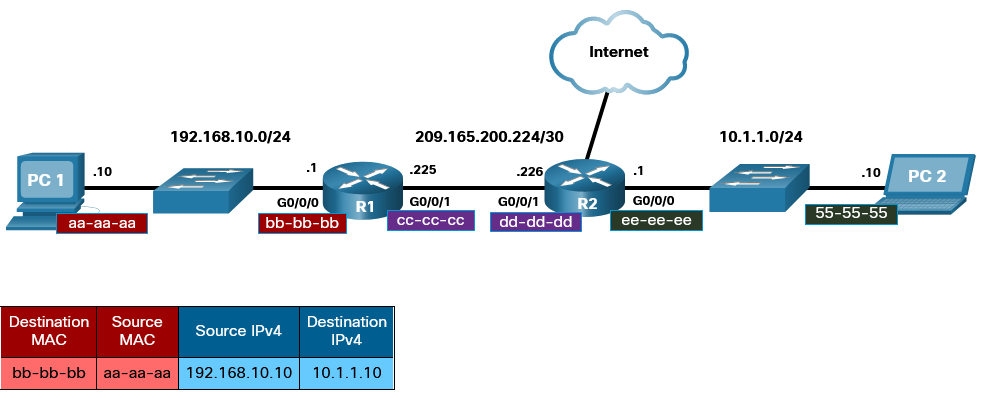 Internet
192.168.10.0/24
209.165.200.224/30
10.1.1.0/24
PC 1
.10
.1
R1
.225
.226
R2
.1
.10
PC 2
G0/0/0
G0/0/1
G0/0/1
G0/0/0
aa-aa-aa
bb-bb-bb
cc-cc-cc
dd-dd-dd
ee-ee-ee
55-55-55
Destination
MAC
Source
MAC
Source IPv4
Destination
IPv4
bb-bb-bb
aa-aa-aa
192.168.10.10
10.1.1.10